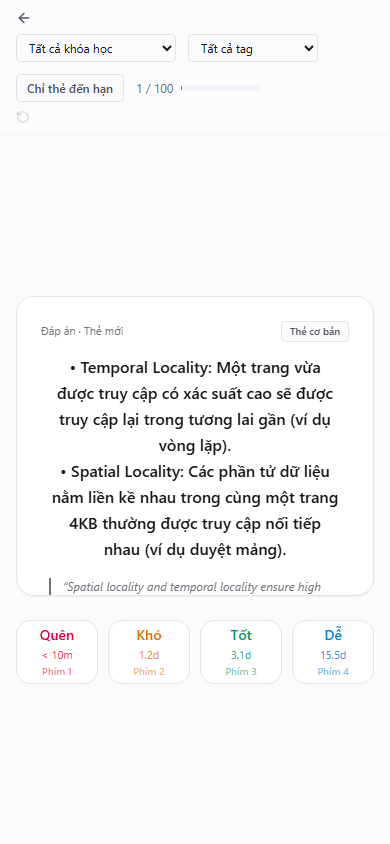 Tất cả khóa học
Tất cả tag
Chỉ thẻ đến hạn
1 / 100
Đáp án · Thẻ mới
Thẻ cơ bản
• Temporal Locality: Một trang vừa
được truy cập có xác suất cao sẽ được
truy cập lại trong tương lai gần (ví dụ
vòng lặp).
• Spatial Locality: Các phần tử dữ liệu
nằm liền kề nhau trong cùng một trang
4KB thường được truy cập nối tiếp
nhau (ví dụ duyệt mảng).
“Spatial locality and temporal locality ensure high
Quên
Khó
Tốt
Dễ
< 10m
1.2d
3.1d
15.5d
Phím 1
Phím 2
Phím 3
Phím 4